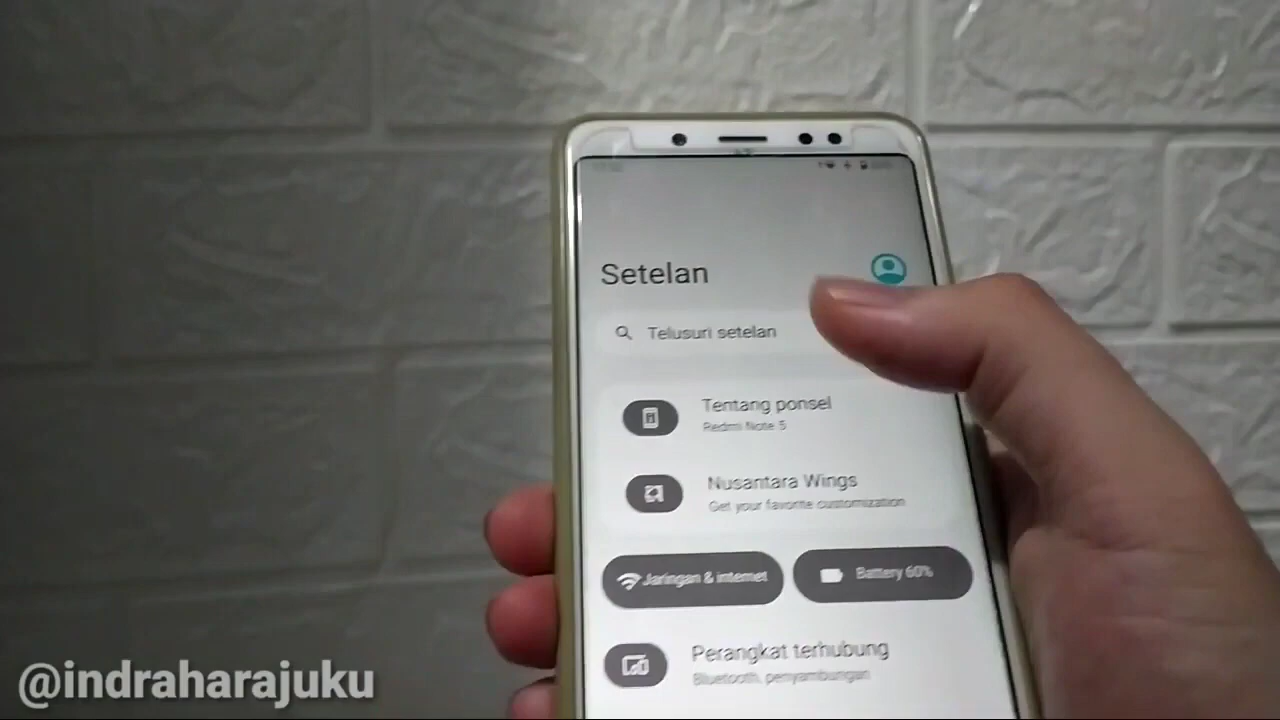 Setelan
Telusuri setelan
Tentang ponsel
Redmi Note 5
Nusantara Wings
Get your favorite customization
Jaringan & internet
Battery 60%
Perangkat terhubung
Bluetooth, penyambungan
@indraharajuku